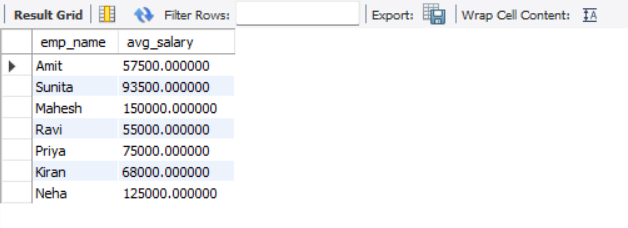 Result Grid Filter Rows: Export: Wrap Cell Content: IA
emp_name avg_salary
Amit 57500.000000
Sunita 93500.000000
Mahesh 150000.000000
Ravi 55000.000000
Priya 75000.000000
Kiran 68000.000000
Neha 125000.000000